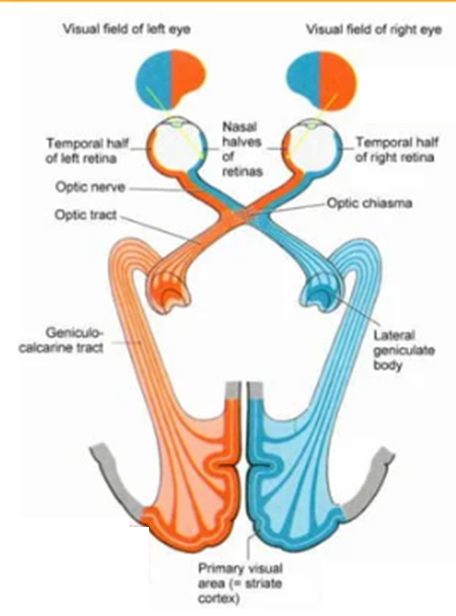 Visual field of left eye
Visual field of right eye
Temporal half
of left retina
Nasal
halves
of
retinas
Temporal half
of right retina
Optic nerve
Optic tract
Optic chiasma
Geniculo-
calcarine tract
Lateral
geniculate
body
Primary visual
area (= striate
cortex)